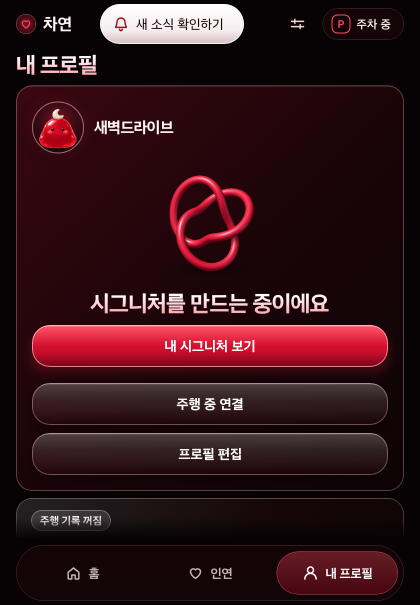 차연
새 소식 확인하기
P 주차 중
내 프로필
새벽드라이브
시그니처를 만드는 중이에요
내 시그니처 보기
주행 중 연결
프로필 편집
주행 기록 꺼짐
홈
인연
내 프로필